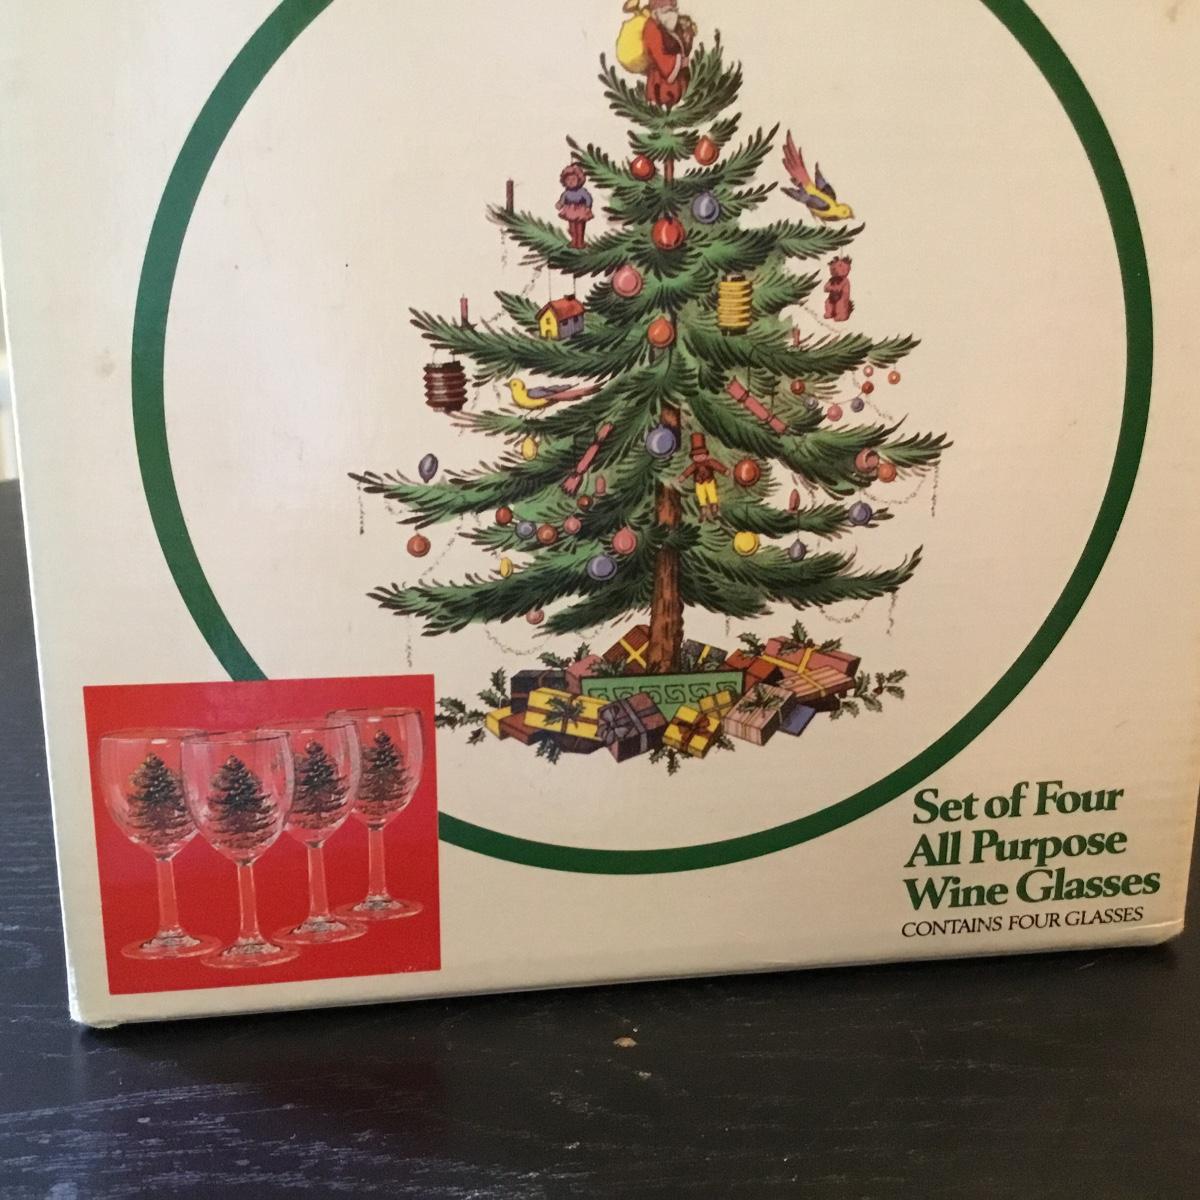 Set of Four
All Purpose
Wine Glasses
CONTAINS FOUR GLASSES